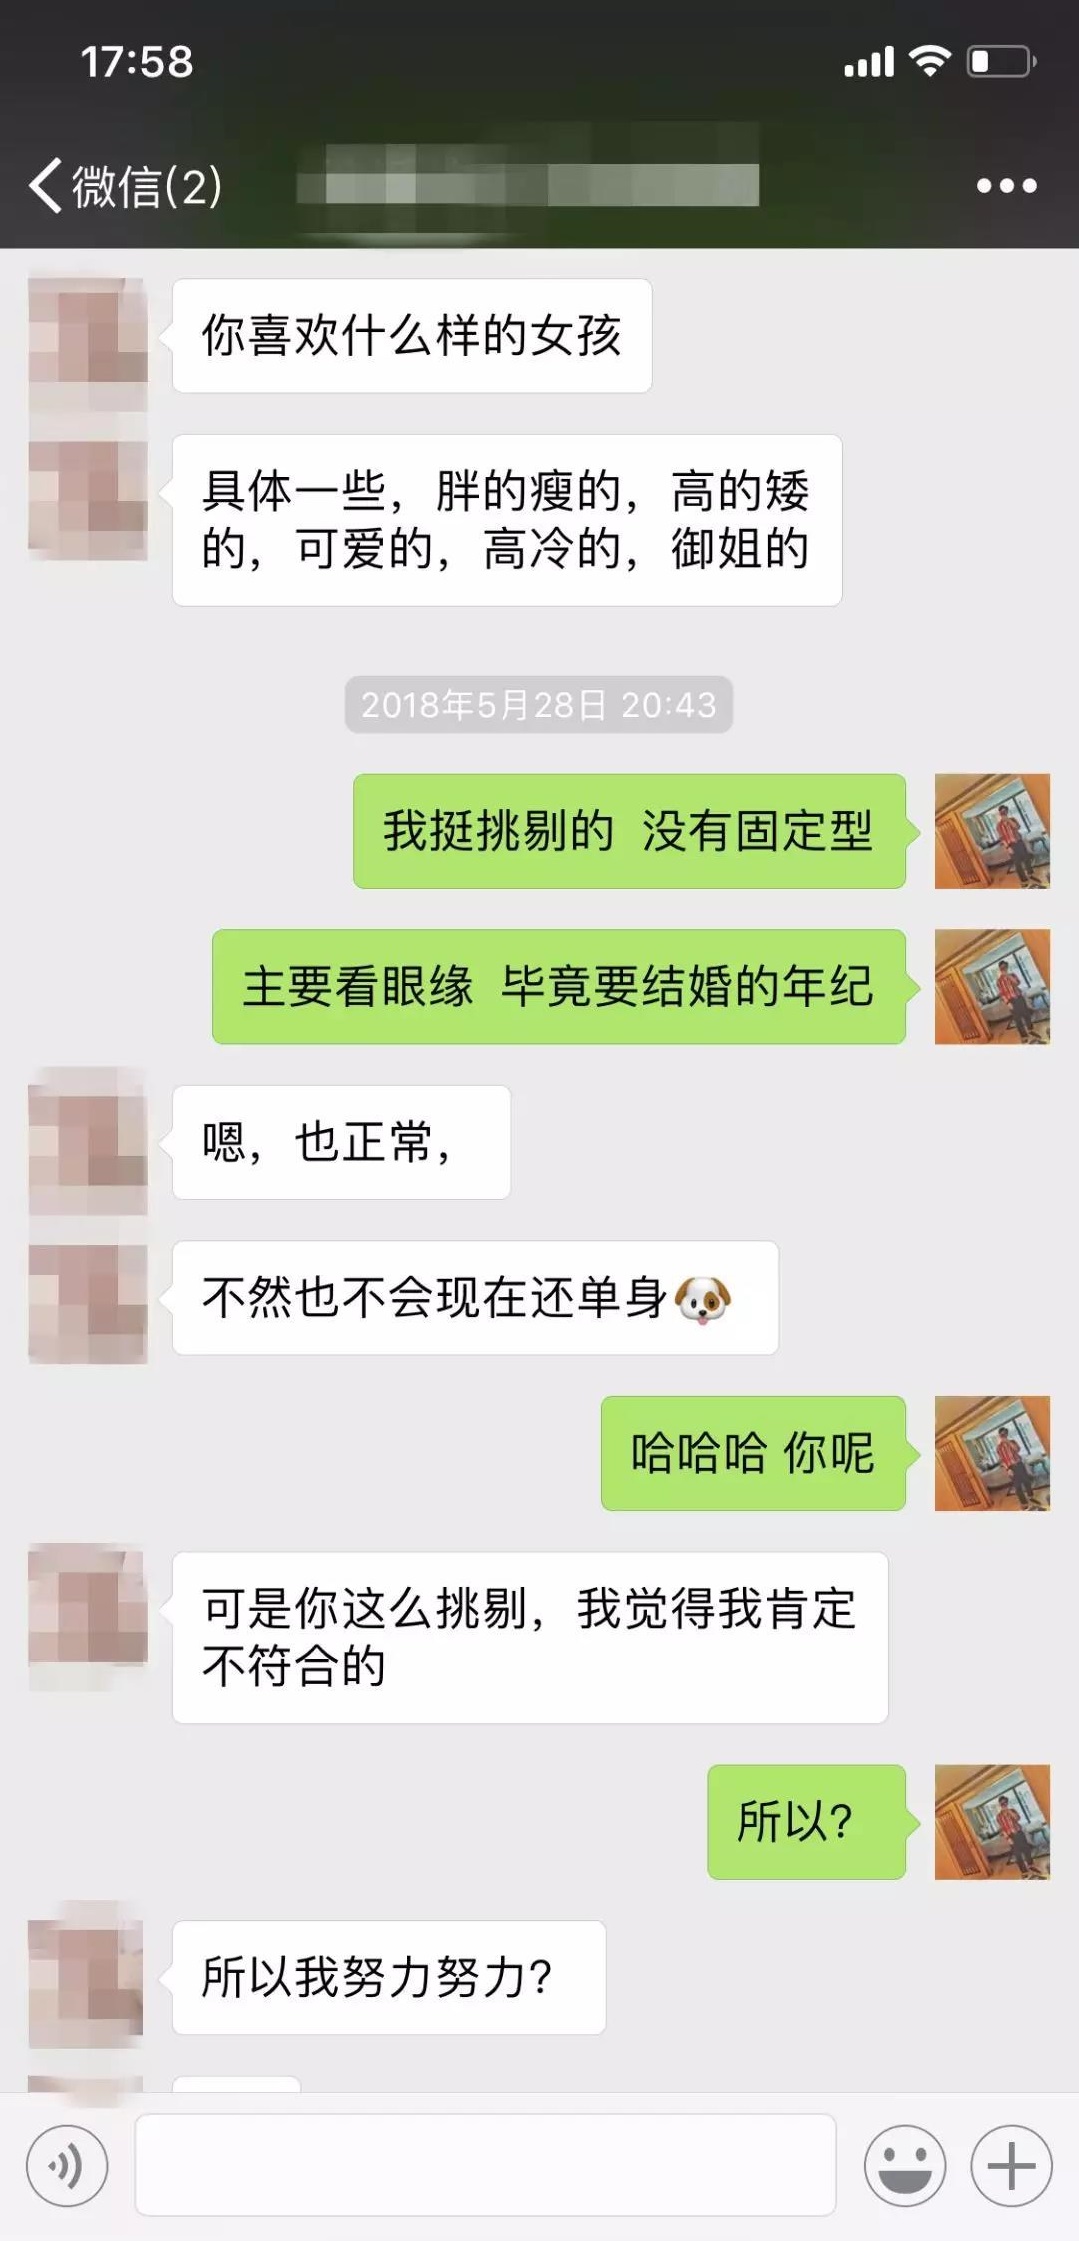 17:58
微信(2)
你喜欢什么样的女孩
具体一些，胖的瘦的，高的矮
的，可爱的，高冷的，御姐的
2018年5月28日 20:43
我挺挑剔的 没有固定型
主要看眼缘 毕竟要结婚的年纪
嗯，也正常，
不然也不会现在还单身🐶
哈哈哈 你呢
可是你这么挑剔，我觉得我肯定
不符合的
所以？
所以我努力努力？